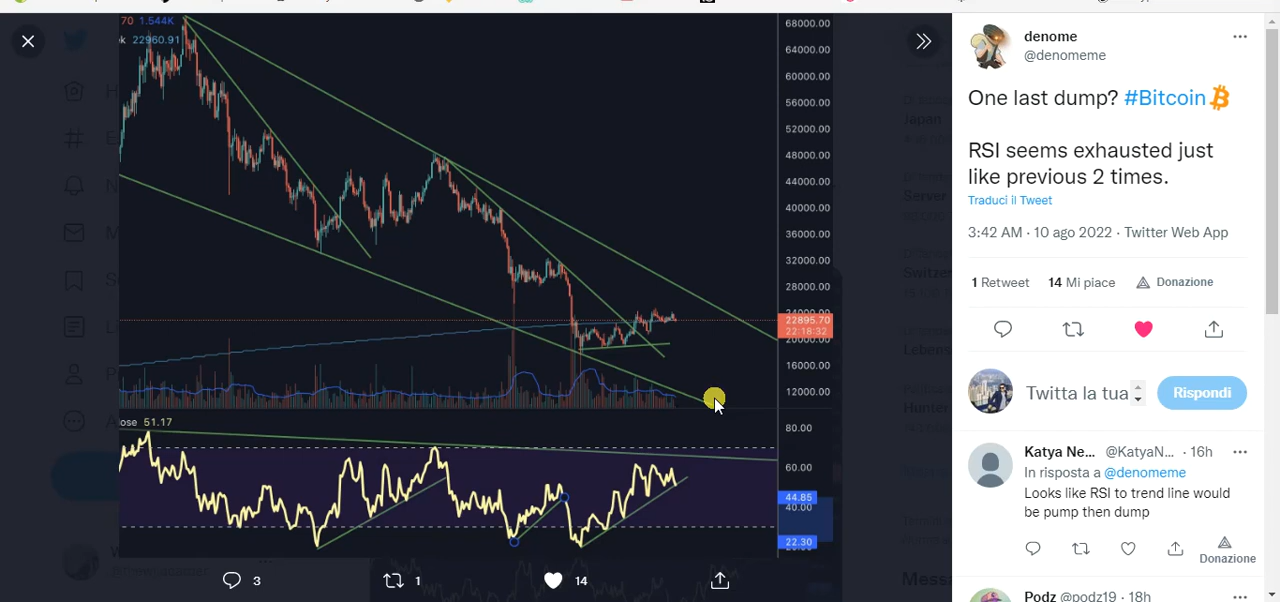 70 1.544K
k 22960.91
68000.00
64000.00
60000.00
56000.00
52000.00
48000.00
44000.00
40000.00
36000.00
32000.00
28000.00
22895.70
22:18:32
20000.00
16000.00
12000.00
ose 51.17
80.00
60.00
44.85
40.00
22.30
3
1
14
denome
@denomeme
One last dump? #Bitcoin
RSI seems exhausted just
like previous 2 times.
Traduci il Tweet
3:42 AM · 10 ago 2022 · Twitter Web App
1 Retweet 14 Mi piace Donazione
Twitta la tua
Rispondi
Katya Ne... @KatyaN... · 16h
In risposta a @denomeme
Looks like RSI to trend line would
be pump then dump
Donazione
Podz @podz19 · 18h